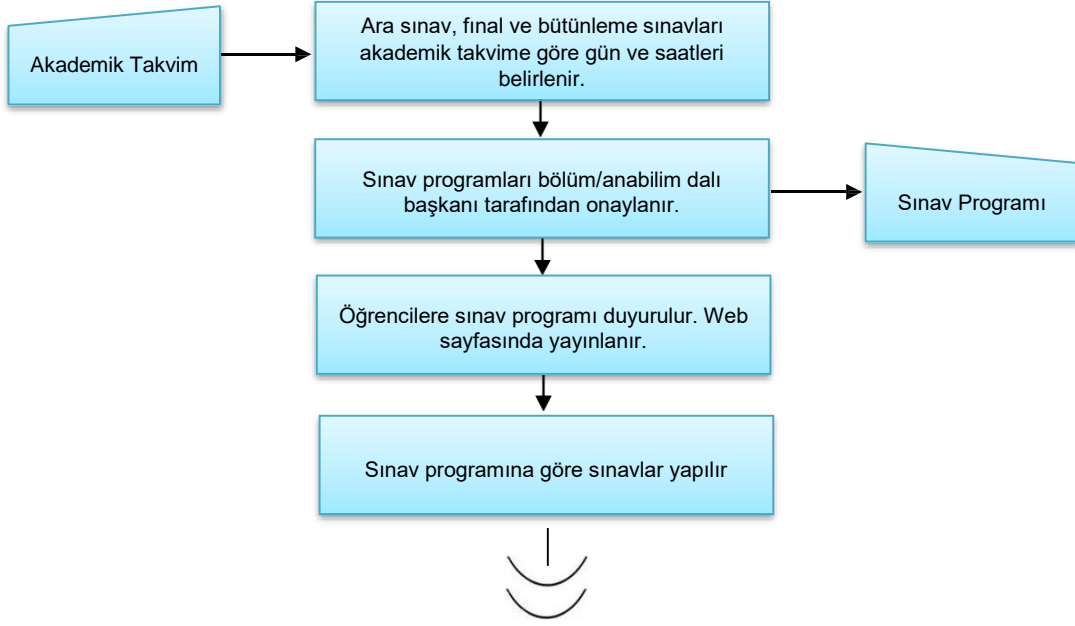 Akademik Takvim
Ara sınav, fınal ve bütünleme sınavları
akademik takvime göre gün ve saatleri
belirlenir.
Sınav programları bölüm/anabilim dalı
başkanı tarafından onaylanır.
Sınav Programı
Öğrencilere sınav programı duyurulur. Web
sayfasında yayınlanır.
Sınav programına göre sınavlar yapılır